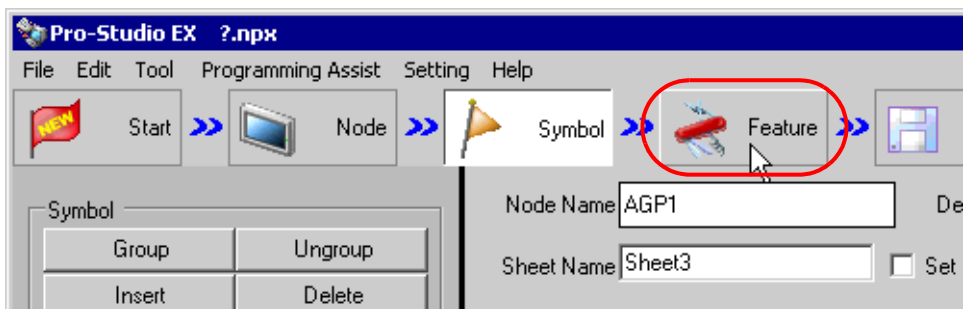 Pro-Studio EX ?.npx
File Edit Tool Programming Assist Setting Help
NEW Start Node Symbol Feature
Symbol
Group Ungroup
Insert Delete
Node Name AGP1 De
Sheet Name Sheet3 Set